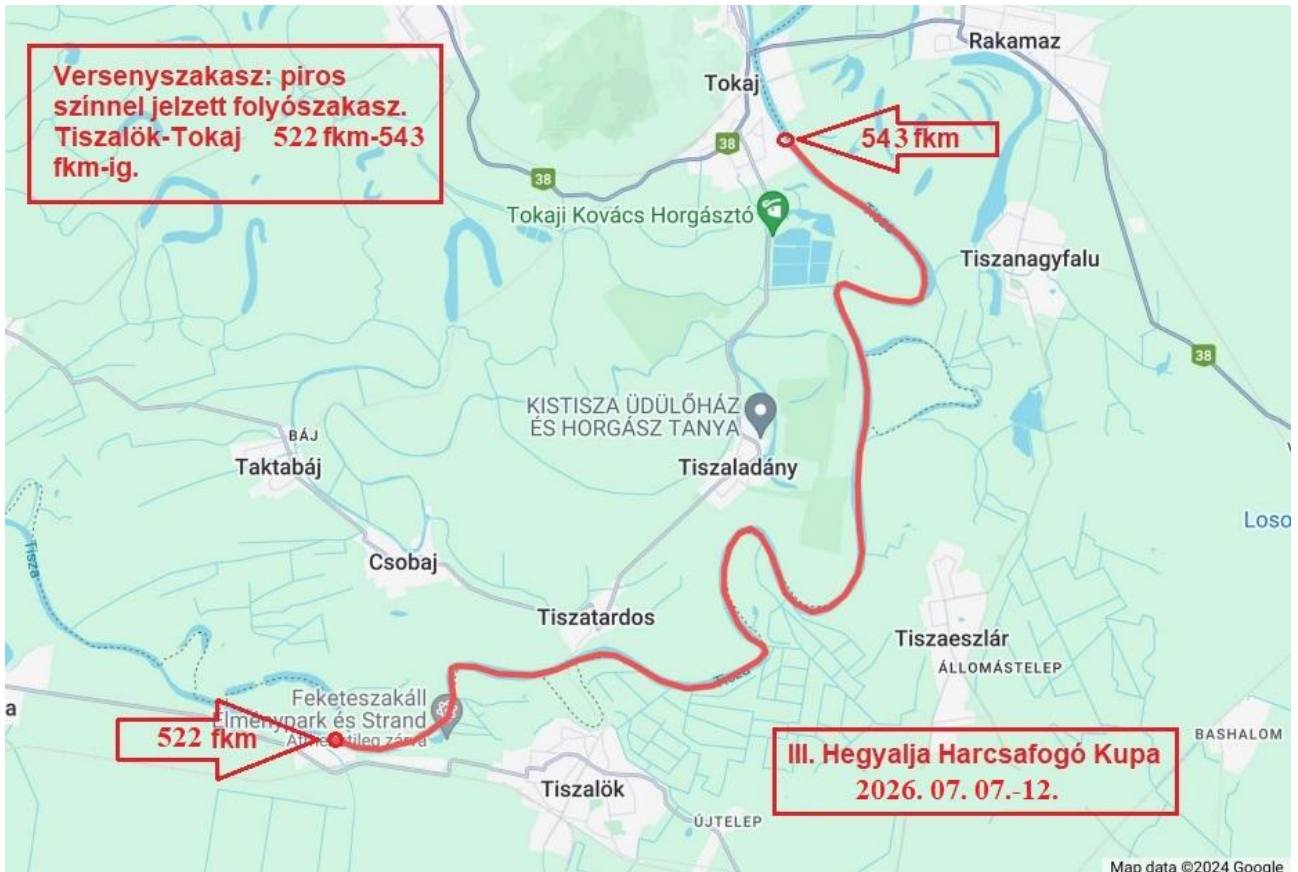 Versenyszakasz: piros
színnel jelzett folyószakasz.
Tiszalök-Tokaj 522 fkm-543
fkm-ig.
Rakamaz
Tokaj
38
543 fkm
38
Tokaji Kovács Horgásztó
Tisza
Tiszanagyfalu
38
KISTISZA ÜDÜLŐHÁZ
ÉS HORGÁSZ TANYA
BÁJ
Taktabáj
Tiszaladány
Loso
Tisza
Csobaj
Tiszatardos
Tiszaeszlár
ÁLLOMÁSTELEP
Tisza
Feketeszakáll
Élménypark és Strand
a
522 fkm
BASHALOM
III. Hegyalja Harcsafogó Kupa
2026. 07. 07.-12.
Tiszalök
ÚJTELEP
Map data ©2024 Google